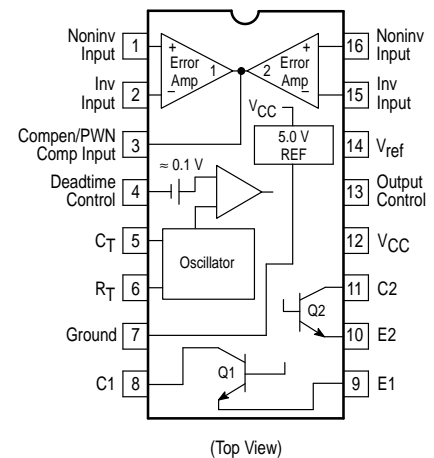 Noninv
Input
1
Inv
Input
2
Compen/PWN
Comp Input
3
Deadtime
Control
4
CT
5
RT
6
Ground
7
C1
8
+
Error
Amp
1
–
+
2 Error
Amp
–
VCC
5.0 V
REF
≈ 0.1 V
Oscillator
Q2
Q1
16
Noninv
Input
15
Inv
Input
14
Vref
13
Output
Control
12
VCC
11
C2
10
E2
9
E1
(Top View)